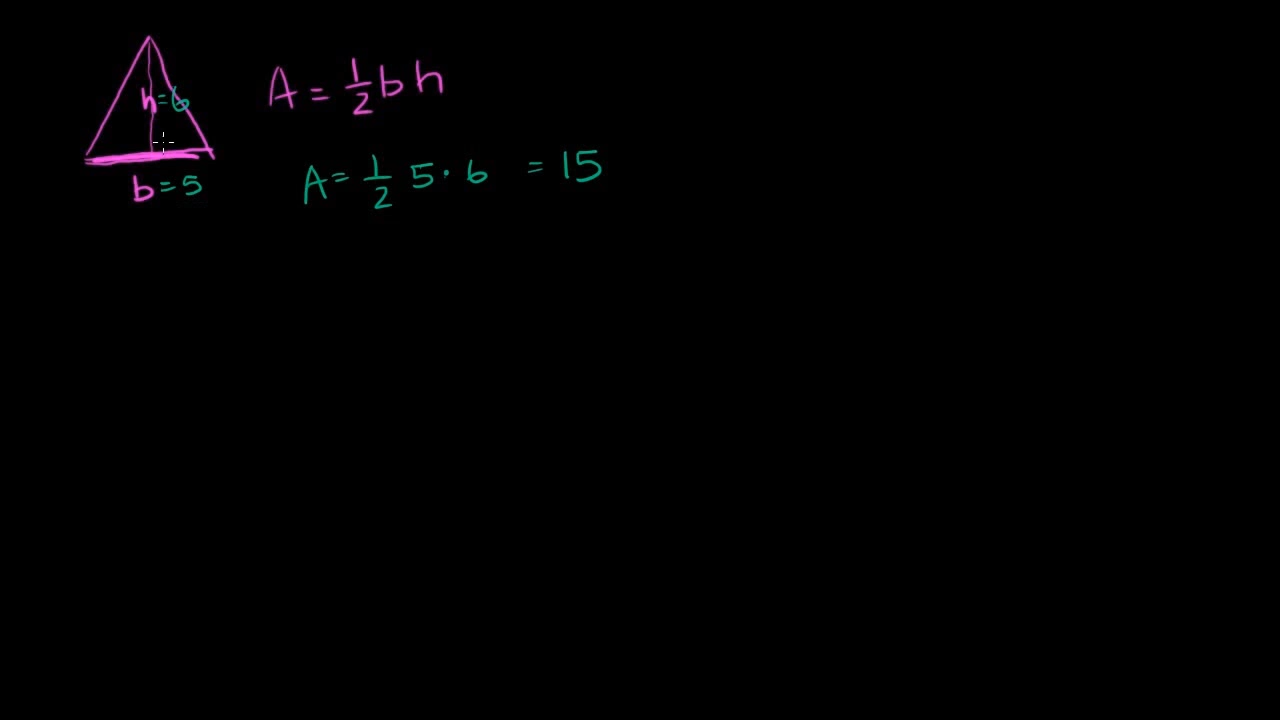 h=6
A = 1/2 b h
b = 5
A = 1/2 5 · 6 = 15